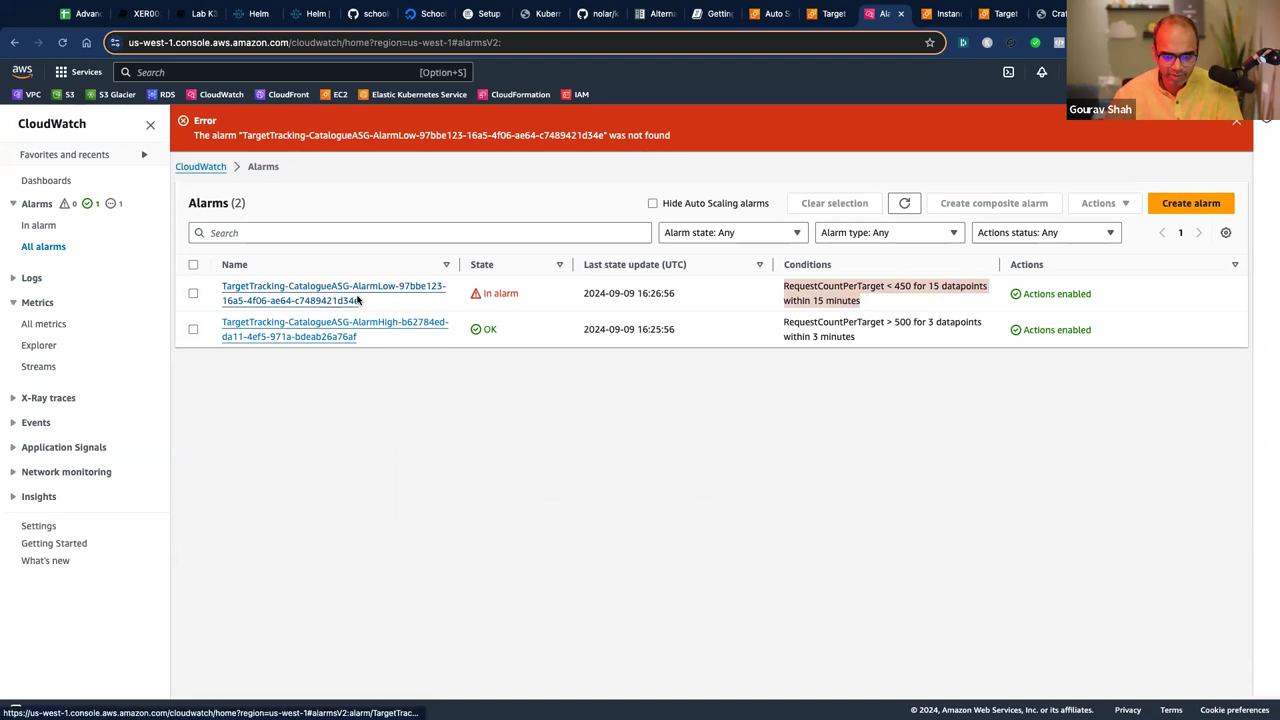 Advanc
XER00
Lab K3
Helm
Helm |
schoo
School
Setup
Kubern
nolar/k
Alterna
Getting
Auto S
Target
Ala
Instanc
Target
Cra
us-west-1.console.aws.amazon.com/cloudwatch/home?region=us-west-1#alarmsV2:
aws
Services
Search
[Option+S]
VPC
S3
S3 Glacier
RDS
CloudWatch
CloudFront
EC2
Elastic Kubernetes Service
CloudFormation
IAM
Gourav Shah
CloudWatch
Favorites and recents
Dashboards
Alarms 0 1 1
In alarm
All alarms
Logs
Metrics
All metrics
Explorer
Streams
X-Ray traces
Events
Application Signals
Network monitoring
Insights
Settings
Getting Started
What's new
Error
The alarm "TargetTracking-CatalogueASG-AlarmLow-97bbe123-16a5-4f06-ae64-c7489421d34e" was not found
CloudWatch > Alarms
Alarms (2)
Hide Auto Scaling alarms
Clear selection
Create composite alarm
Actions
Create alarm
Search
Alarm state: Any
Alarm type: Any
Actions status: Any
1
Name
State
Last state update (UTC)
Conditions
Actions
TargetTracking-CatalogueASG-AlarmLow-97bbe123-
16a5-4f06-ae64-c7489421d34e
In alarm
2024-09-09 16:26:56
RequestCountPerTarget < 450 for 15 datapoints
within 15 minutes
Actions enabled
TargetTracking-CatalogueASG-AlarmHigh-b62784ed-
da11-4ef5-971a-bdeab26a76af
OK
2024-09-09 16:25:56
RequestCountPerTarget > 500 for 3 datapoints
within 3 minutes
Actions enabled
https://us-west-1.console.aws.amazon.com/cloudwatch/home?region=us-west-1#alarmsV2:alarm/TargetTrac...
© 2024, Amazon Web Services, Inc. or its affiliates.
Privacy
Terms
Cookie preferences